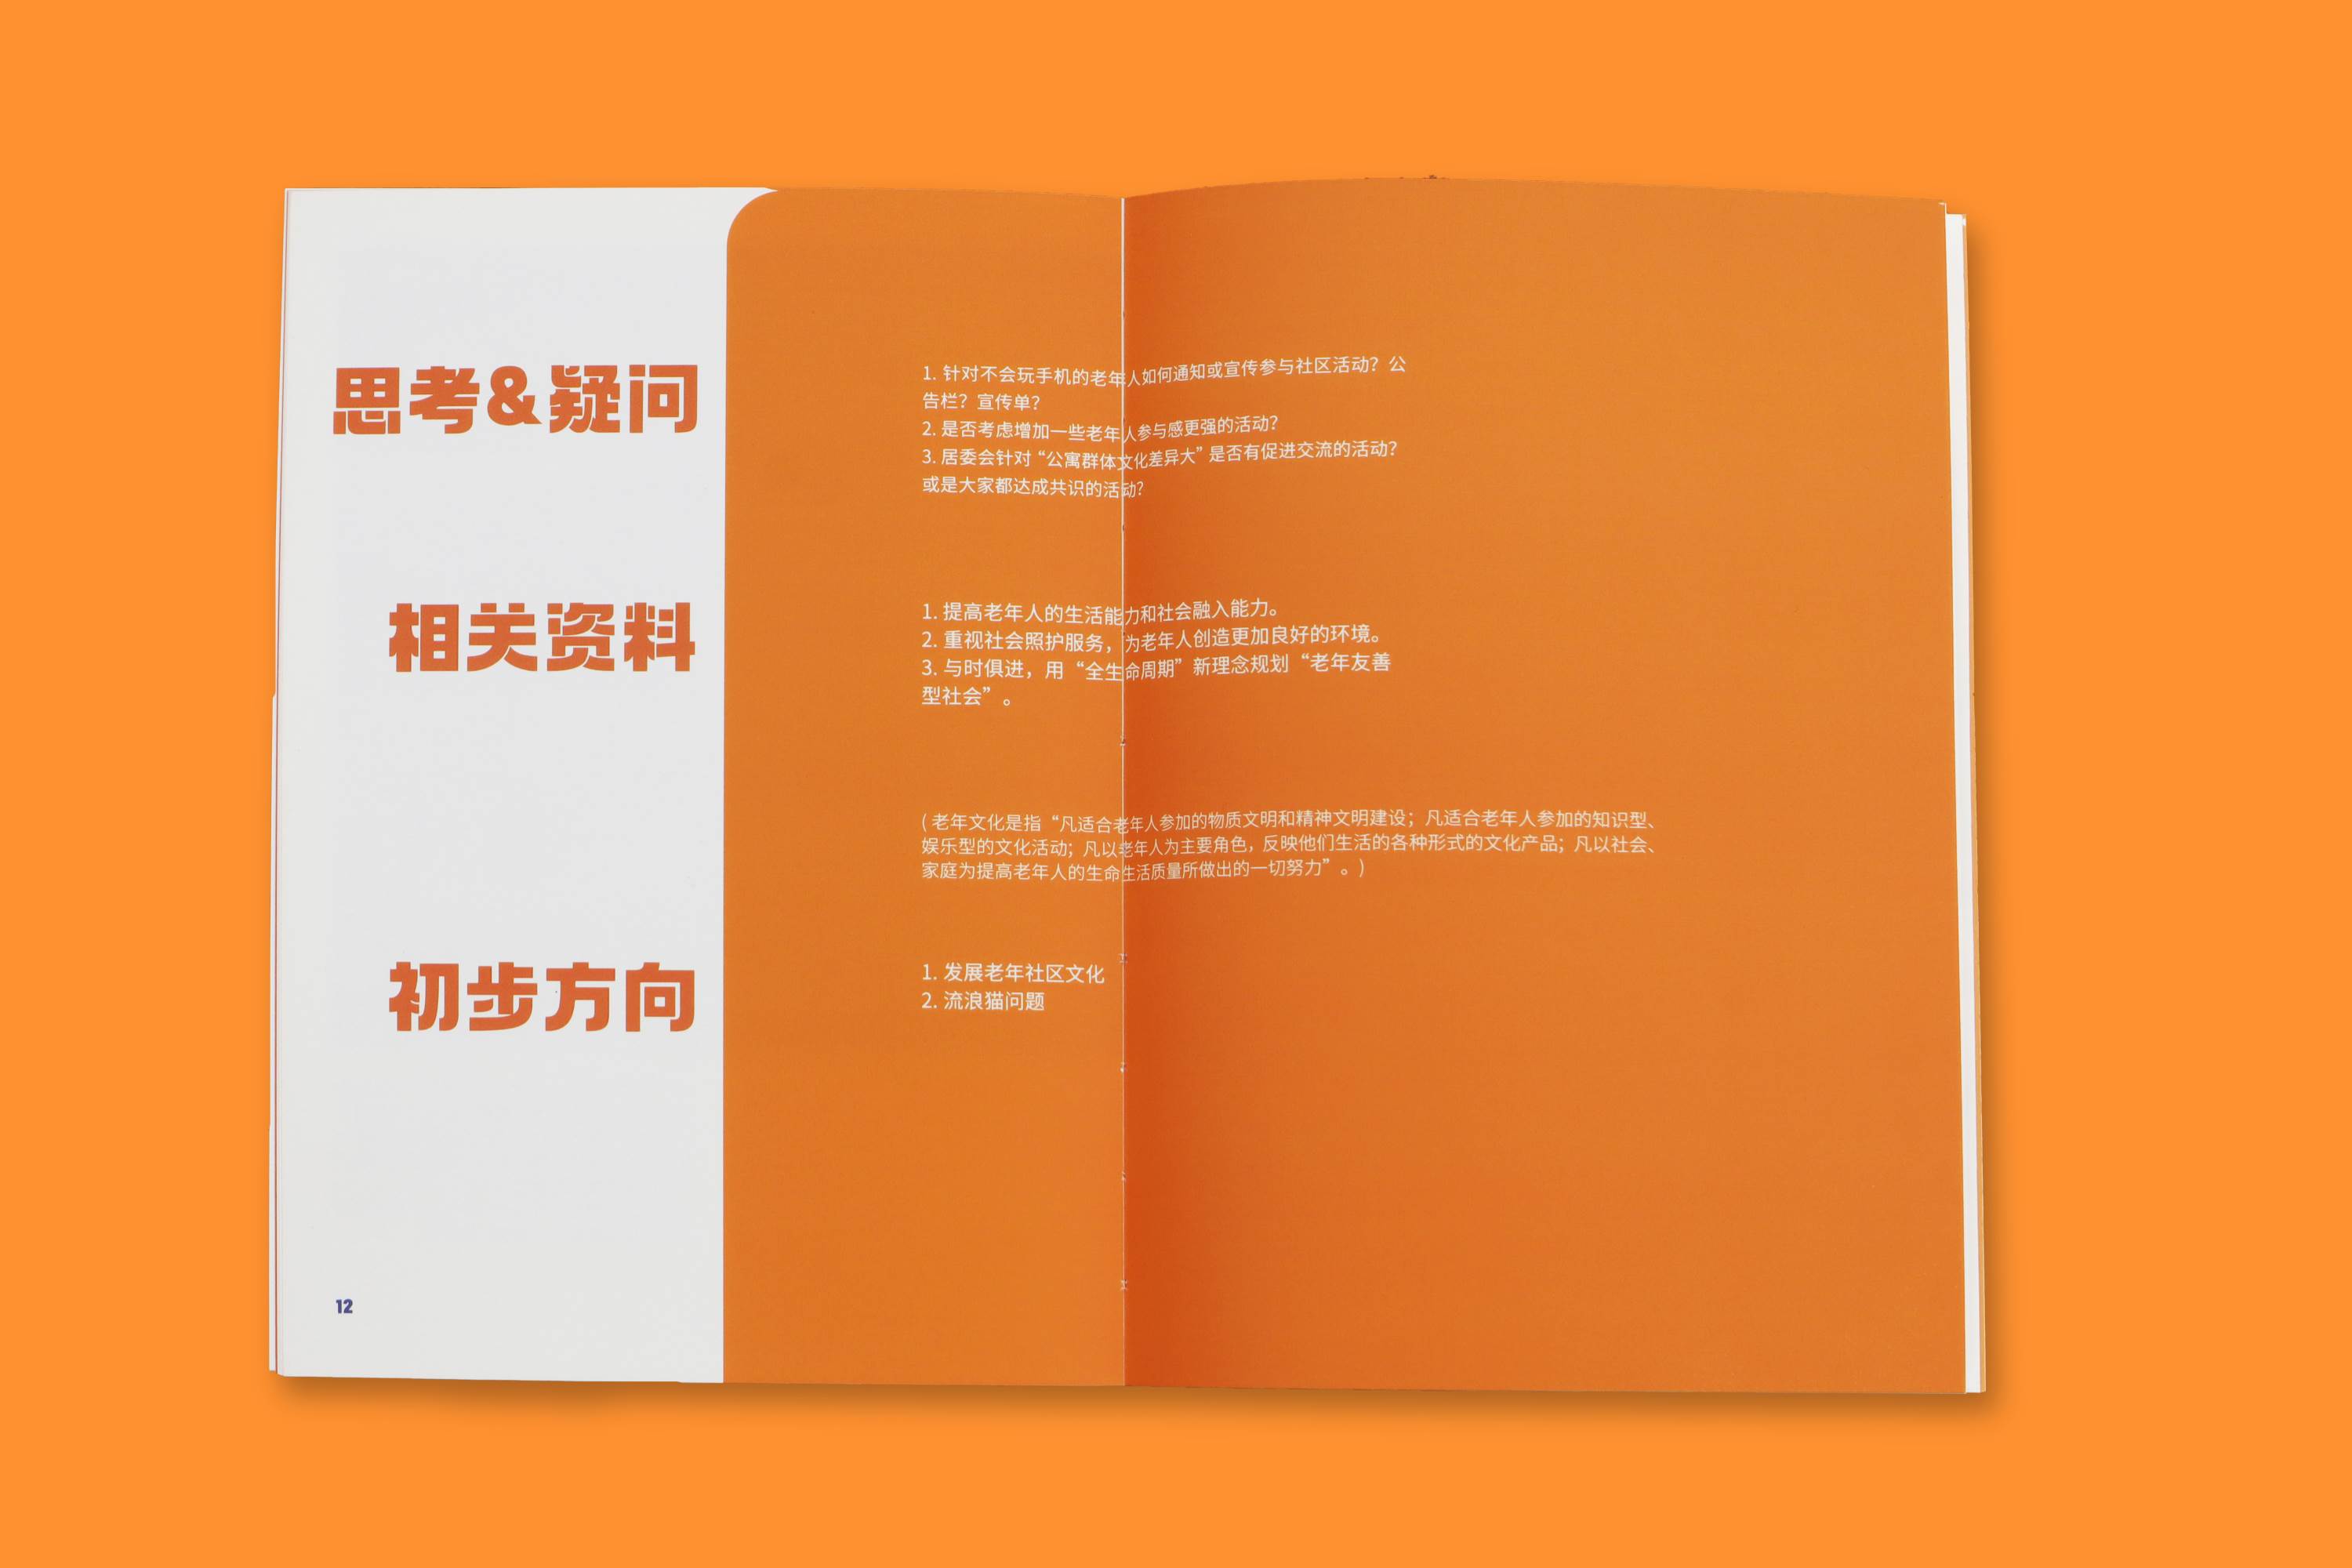 思考&疑问
1. 针对不会玩手机的老年人如何通知或宣传参与社区活动？公
告栏？宣传单？
2. 是否考虑增加一些老年人参与感更强的活动？
3. 居委会针对“公寓群体文化差异大”是否有促进交流的活动？
或是大家都达成共识的活动？
相关资料
1. 提高老年人的生活能力和社会融入能力。
2. 重视社会照护服务，为老年人创造更加良好的环境。
3. 与时俱进，用“全生命周期”新理念规划“老年友善
型社会”。
（老年文化是指“凡适合老年人参加的物质文明和精神文明建设；凡适合老年人参加的知识型、
娱乐型的文化活动；凡以老年人为主要角色，反映他们生活的各种形式的文化产品；凡以社会、
家庭为提高老年人的生命生活质量所做出的一切努力”。）
初步方向
1. 发展老年社区文化
2. 流浪猫问题
12